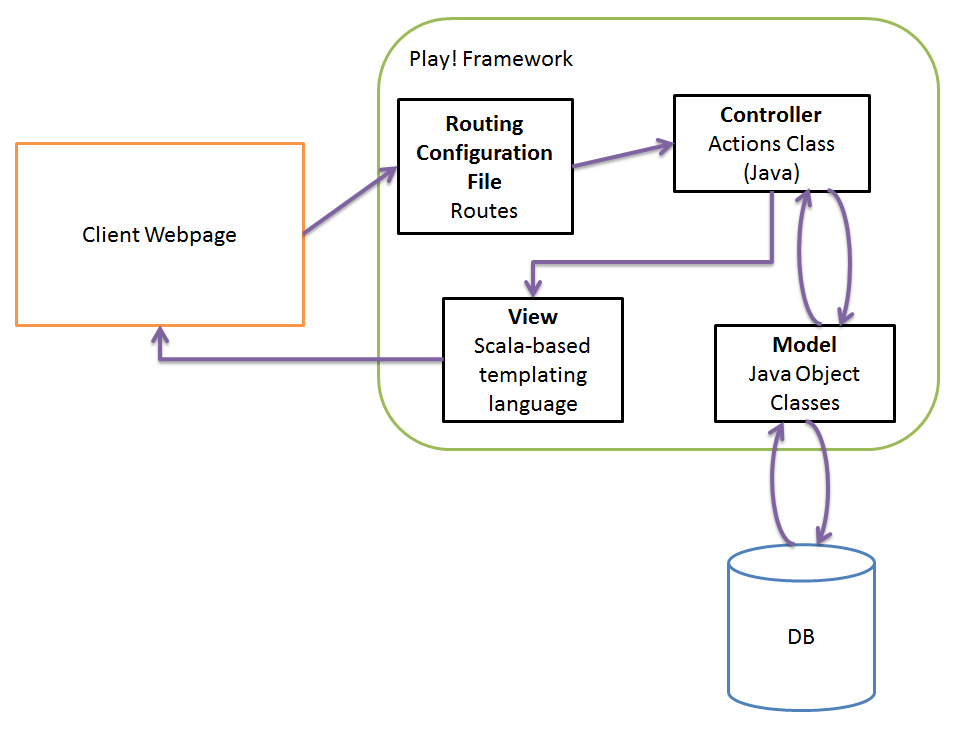 Play! Framework
Routing
Configuration
File
Routes
Controller
Actions Class
(Java)
Client Webpage
View
Scala-based
templating
language
Model
Java Object
Classes
DB